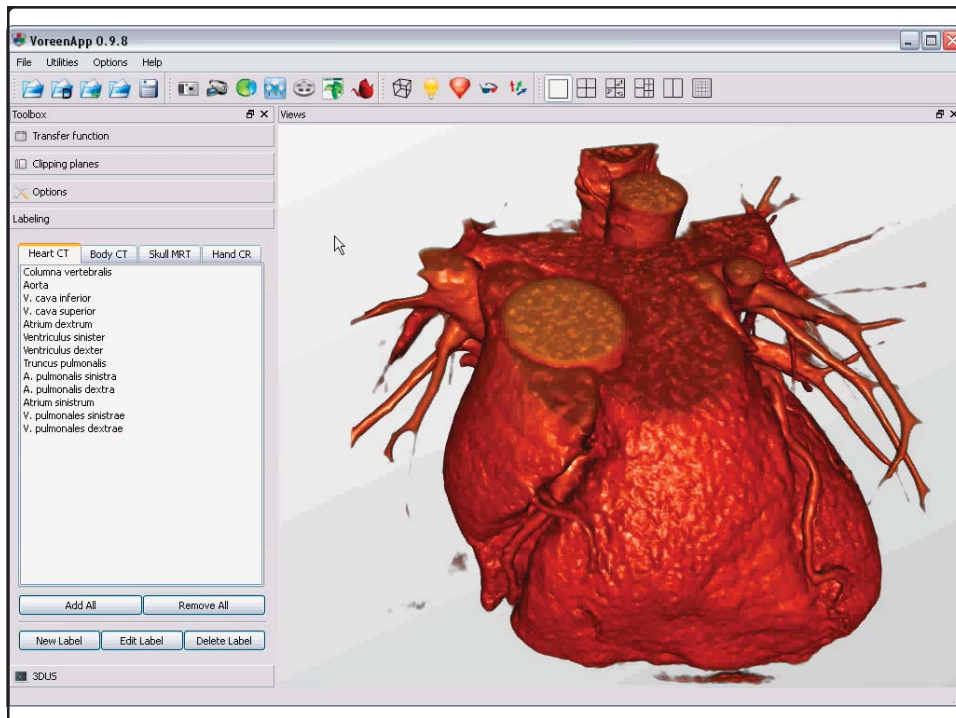 VoreenApp 0.9.8
File Utilities Options Help
Toolbox
Views
Transfer function
Clipping planes
Options
Labeling
Heart CT Body CT Skull MRT Hand CR
Columna vertebralis
Aorta
V. cava inferior
V. cava superior
Atrium dextrum
Ventriculus sinister
Ventriculus dexter
Truncus pulmonalis
A. pulmonalis sinistra
A. pulmonalis dextra
Atrium sinistrum
V. pulmonales sinistrae
V. pulmonales dextrae
Add All Remove All
New Label Edit Label Delete Label
3DUS